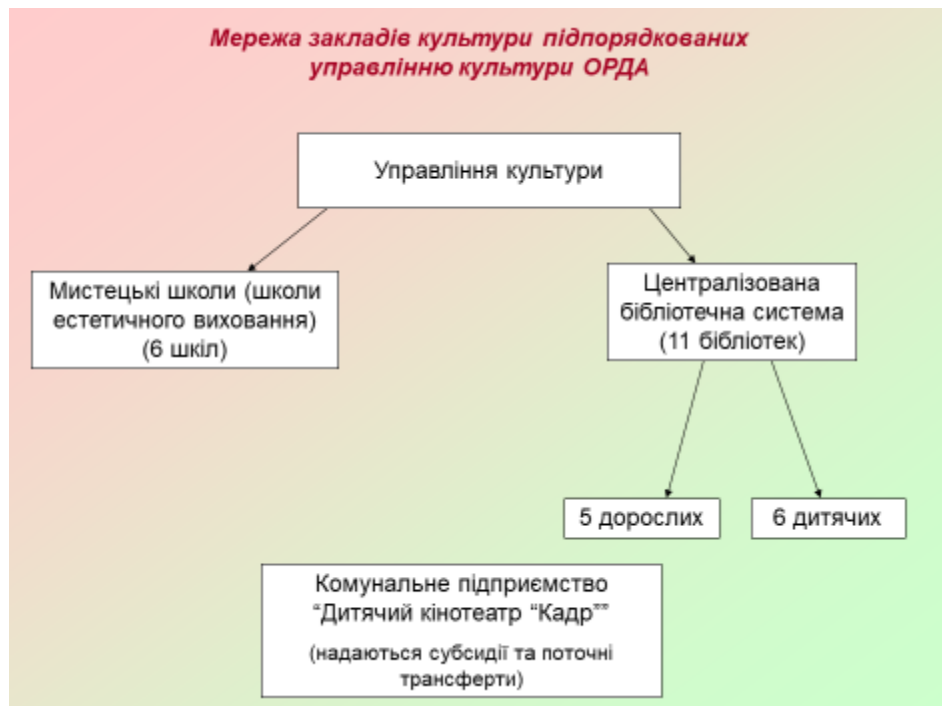 Мережа закладів культури підпорядкованих
управлінню культури ОРДА
Управління культури
Мистецькі школи (школи
естетичного виховання)
(6 шкіл)
Централізована
бібліотечна система
(11 бібліотек)
5 дорослих
6 дитячих
Комунальне підприємство
“Дитячий кінотеатр “Кадр””
(надаються субсидії та поточні
трансферти)